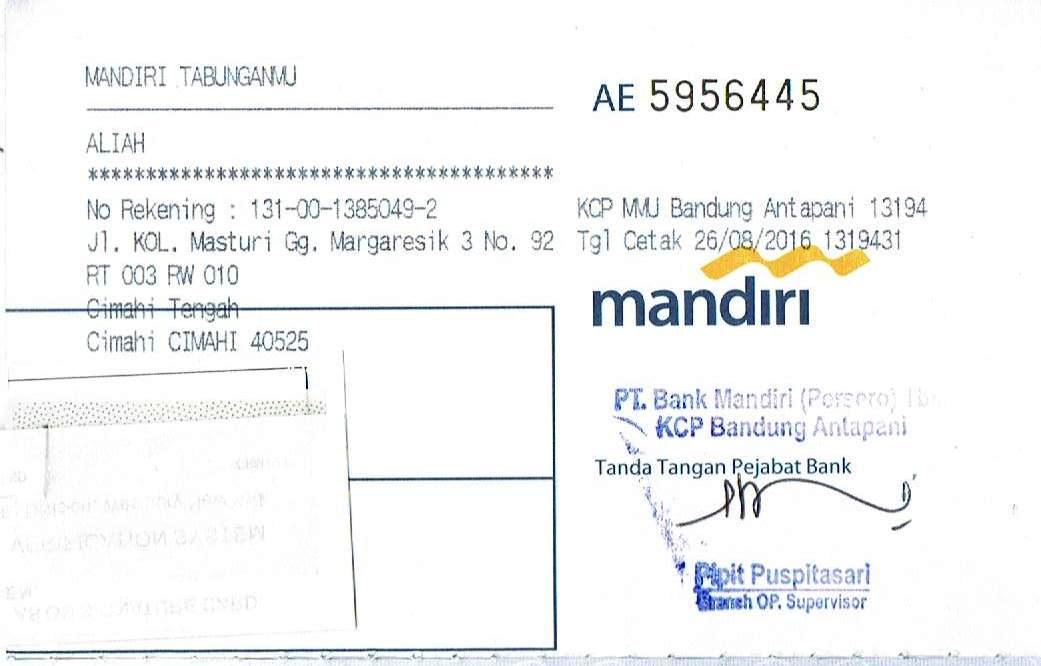 MANDIRI TABUNGANMU
AE 5956445
ALIAH
****************************************
No Rekening : 131-00-1385049-2
KCP MMU Bandung Antapani 13194
Jl. KOL. Masturi Gg. Margaresik 3 No. 92
Tgl Cetak 26/08/2016 1319431
RT 003 RW 010
Cimahi Tengah
Cimahi CIMAHI 40525
mandiri
PT. Bank Mandiri (Persero)
KCP Bandung Antapani
Tanda Tangan Pejabat Bank
Pipit Puspitasari
Branch OP. Supervisor